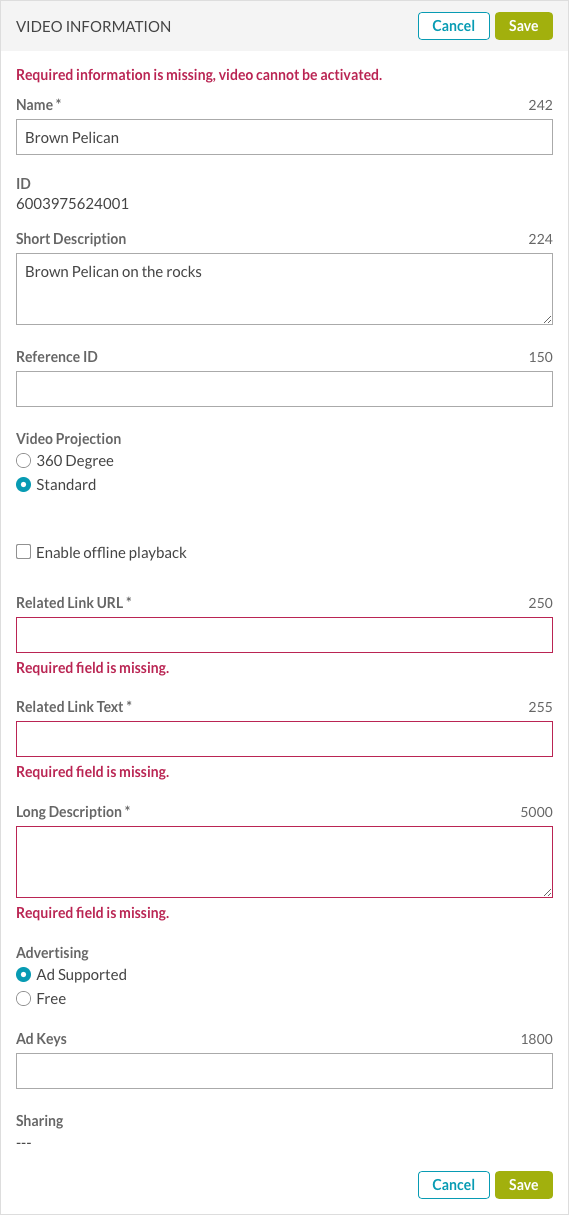 VIDEO INFORMATION Cancel Save
Required information is missing, video cannot be activated.
Name * 242
Brown Pelican
ID
6003975624001
Short Description 224
Brown Pelican on the rocks
Reference ID 150
Video Projection
360 Degree
Standard
Enable offline playback
Related Link URL * 250
Required field is missing.
Related Link Text * 255
Required field is missing.
Long Description * 5000
Required field is missing.
Advertising
Ad Supported
Free
Ad Keys 1800
Sharing
---
Cancel Save